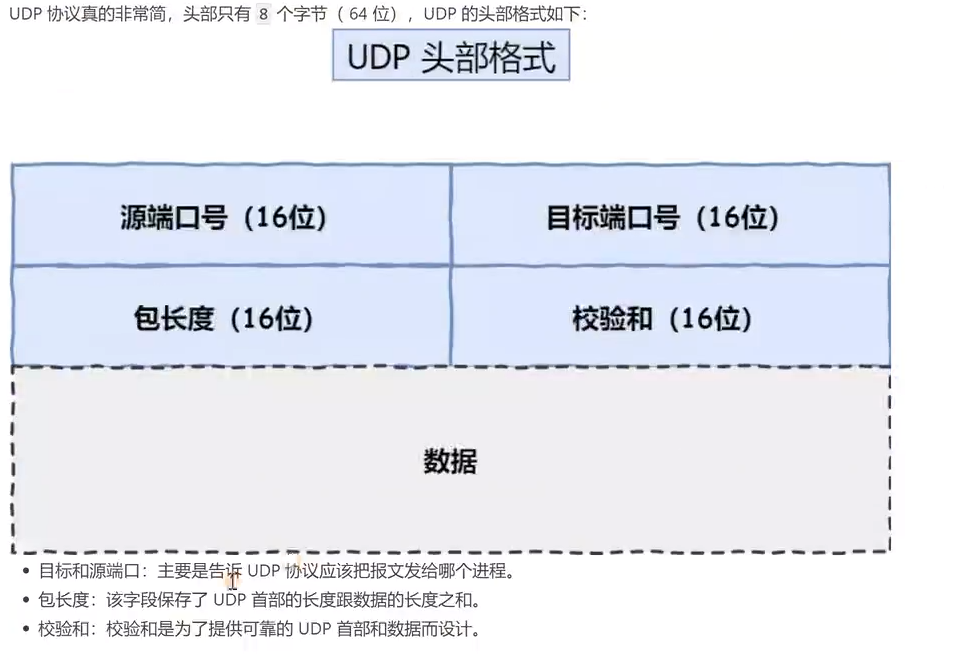 UDP 协议真的非常简，头部只有 8 个字节（ 64 位），UDP 的头部格式如下：
UDP 头部格式
源端口号（16位） 目标端口号（16位）
包长度（16位） 校验和（16位）
数据
• 目标和源端口：主要是告诉 UDP 协议应该把报文发给哪个进程。
• 包长度：该字段保存了 UDP 首部的长度跟数据的长度之和。
• 校验和：校验和是为了提供可靠的 UDP 首部和数据而设计。